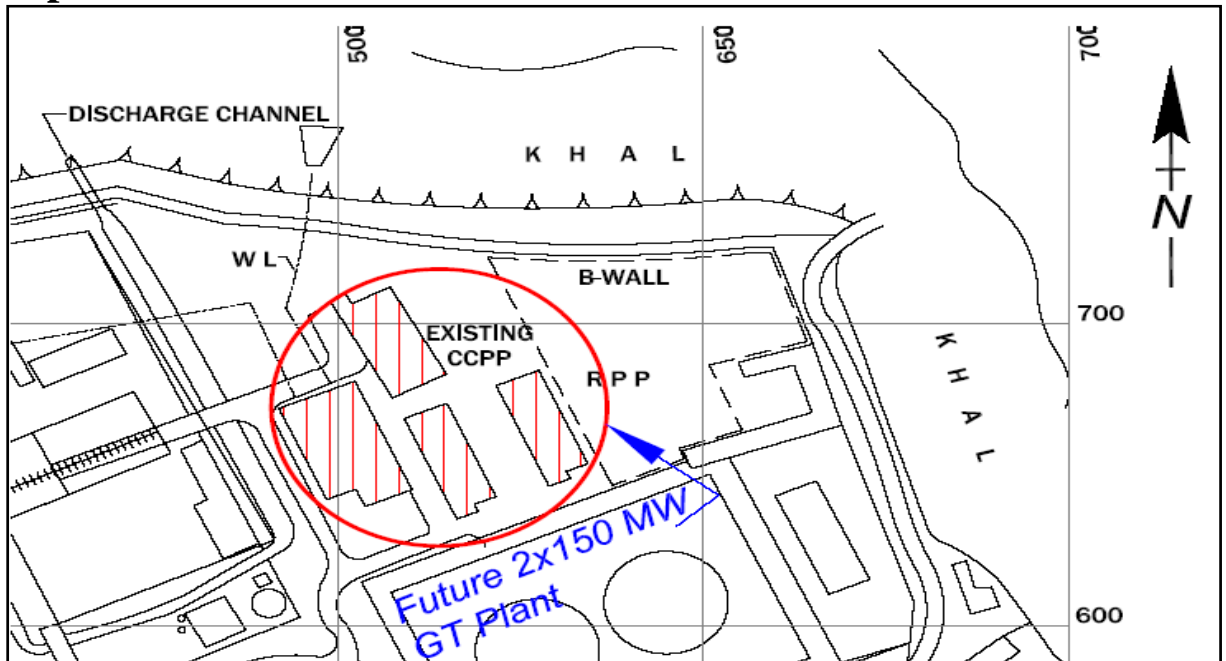 500
650
700
DISCHARGE CHANNEL
K H A L
N
W L
B-WALL
700
EXISTING
CCPP
R P P
K H A L
Future 2x150 MW
GT Plant
600